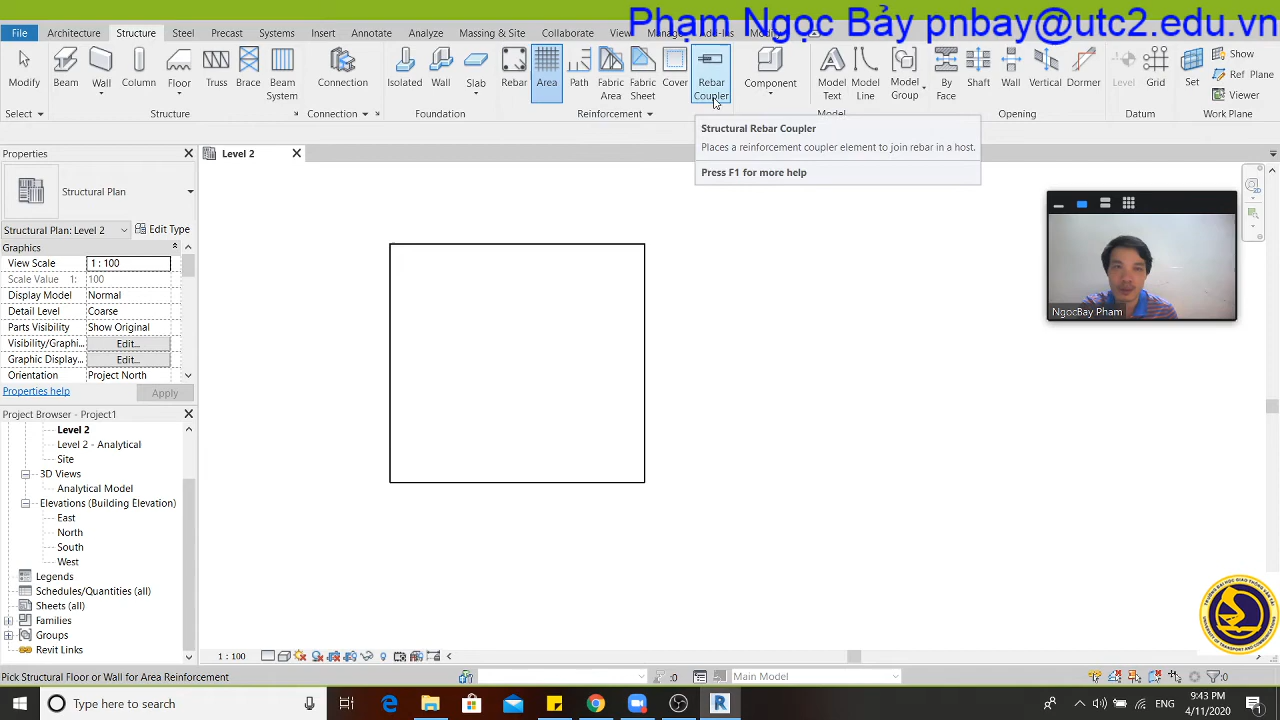 Phạm Ngọc Bảy pnbay@utc2.edu.vn
File Architecture Structure Steel Precast Systems Insert Annotate Analyze Massing & Site Collaborate View
Modify Beam Wall Column Floor Truss Brace Beam System Connection Isolated Wall Slab Rebar Area Path Fabric Area Fabric Sheet Cover Rebar Coupler Component Model Text Model Line Model Group By Face Shaft Wall Vertical Dormer Level Grid Set Show
Ref Plane
Viewer
Select Structure Connection Foundation Reinforcement Opening Datum Work Plane
Structural Rebar Coupler
Places a reinforcement coupler element to join rebar in a host.
Press F1 for more help
Properties
Level 2
Structural Plan
Structural Plan: Level 2
Edit Type
Graphics
View Scale 1 : 100
Scale Value 1: 100
Display Model Normal
Detail Level Coarse
Parts Visibility Show Original
Visibility/Graphi... Edit...
Graphic Display... Edit...
Orientation Project North
Properties help Apply
Project Browser - Project1
Level 2
Level 2 - Analytical
Site
3D Views
Analytical Model
Elevations (Building Elevation)
East
North
South
West
Legends
Schedules/Quantities (all)
Sheets (all)
Families
Groups
Revit Links
NgocBay Pham
1 : 100
Pick Structural Floor or Wall for Area Reinforcement
:0
Main Model
:0
Type here to search
ENG
9:43 PM
4/11/2020